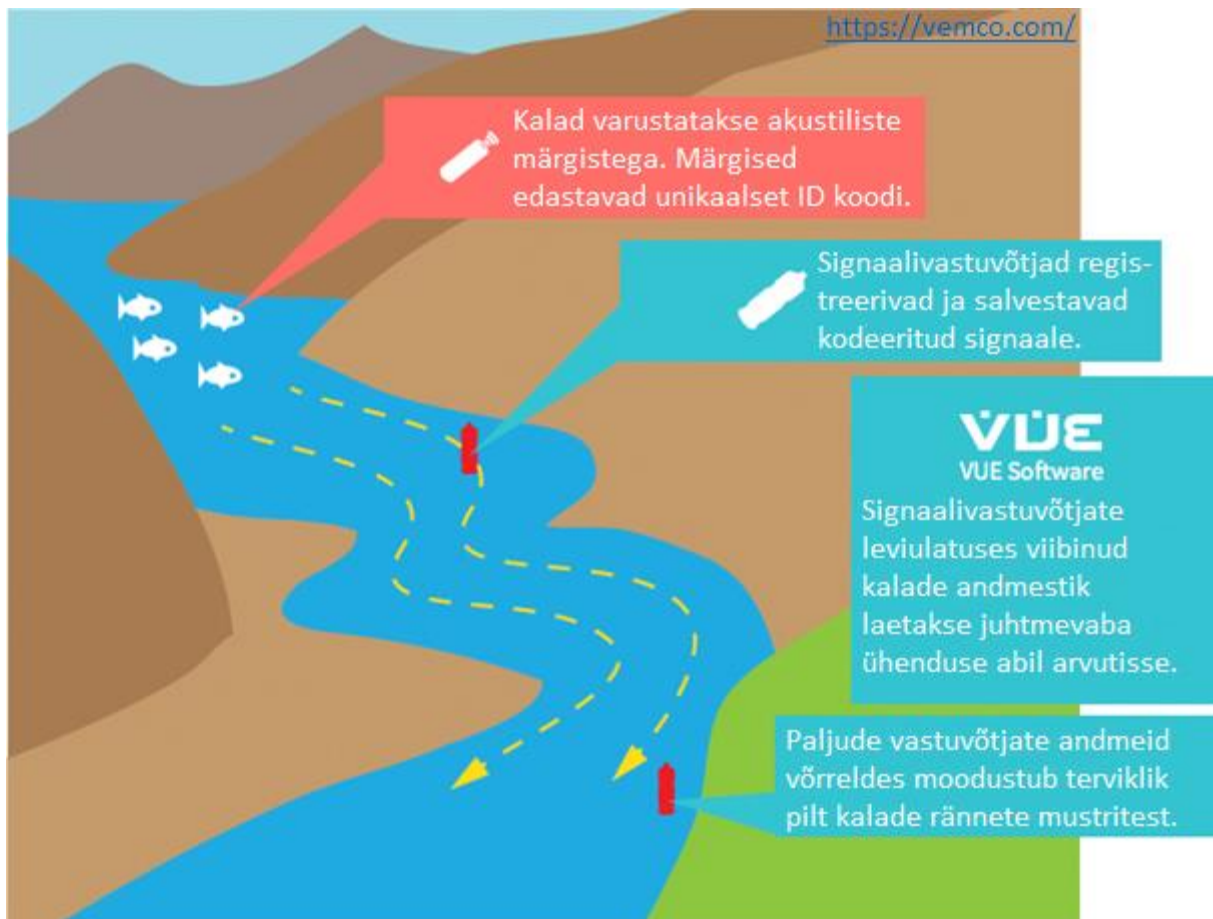 https://vemco.com/
Kalad varustatakse akustiliste
märgistega. Märgised
edastavad unikaalset ID koodi.
Signaalivastuvõtjad regis-
treerivad ja salvestavad
kodeeritud signaale.
VUE
VUE Software
Signaalivastuvõtjate
leviulatuses viibinud
kalade andmestik
laetakse juhtmevaba
ühenduse abil arvutisse.
Paljude vastuvõtjate andmeid
võrreldes moodustub terviklik
pilt kalade rännete mustritest.